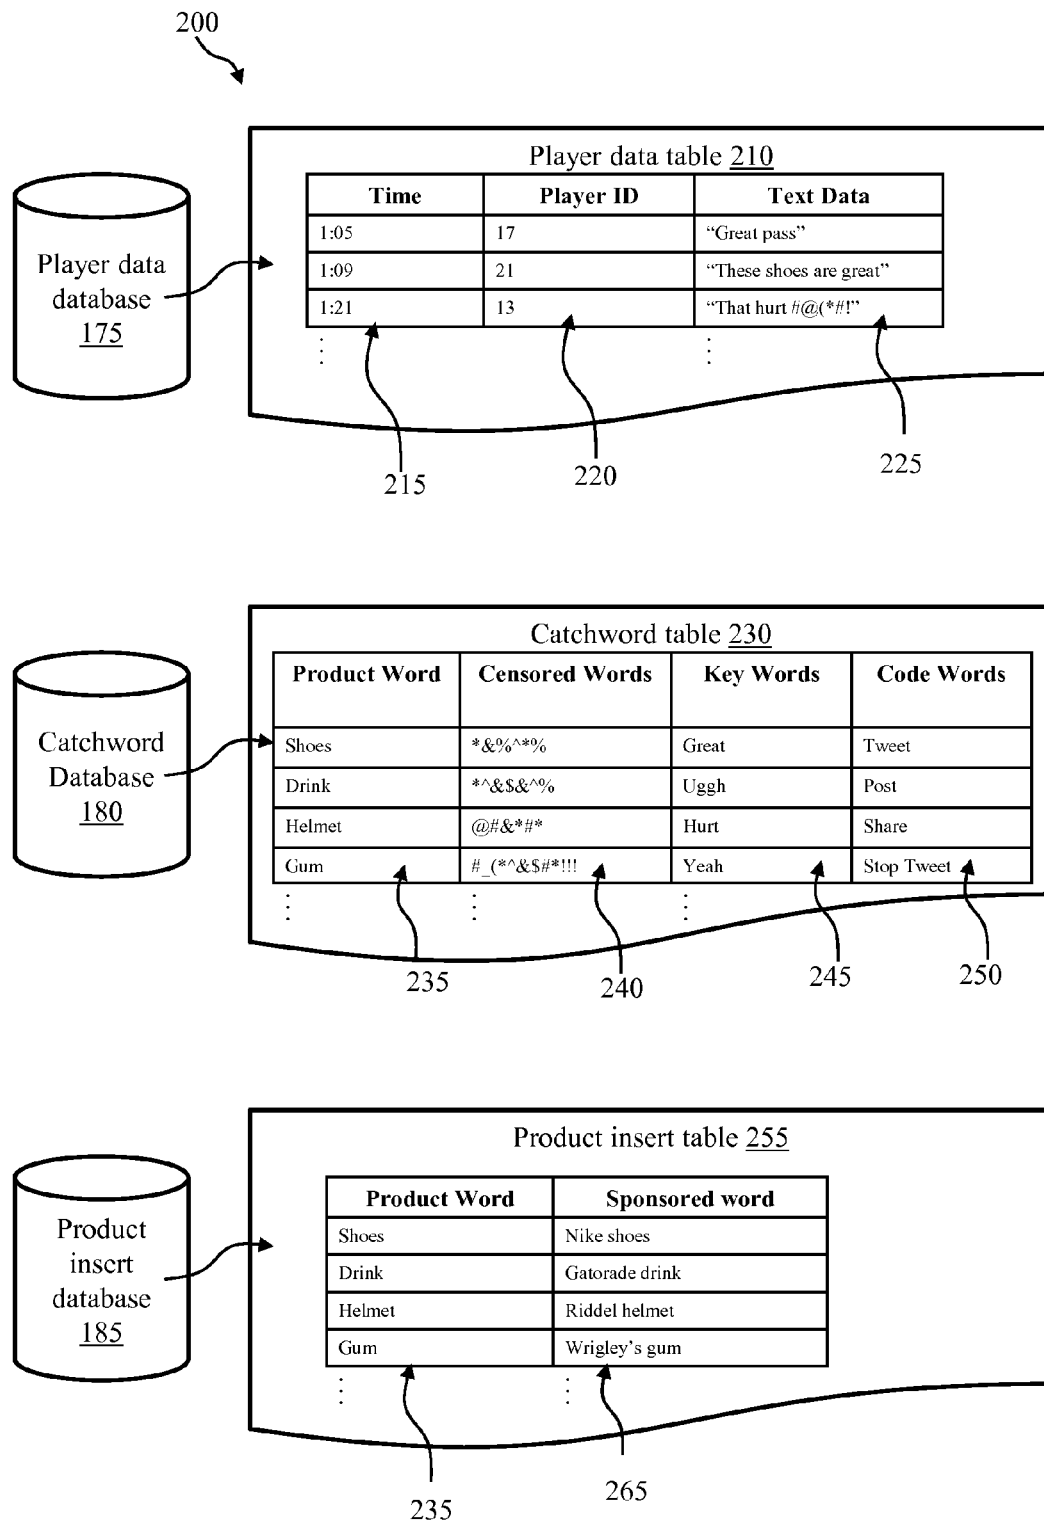 200
Player data table 210
Time Player ID Text Data
1:05 17 “Great pass”
1:09 21 “These shoes are great”
1:21 13 “That hurt #@(*#!”
Player data
database
175
215 220 225
Catchword table 230
Product Word Censored Words Key Words Code Words
Shoes *&%^*% Great Tweet
Drink *^&$&^% Uggh Post
Helmet @#&*#* Hurt Share
Gum #_(*^&$#*!!! Yeah Stop Tweet
Catchword
Database
180
235 240 245 250
Product insert table 255
Product Word Sponsored word
Shoes Nike shoes
Drink Gatorade drink
Helmet Riddel helmet
Gum Wrigley’s gum
Product
insert
database
185
235 265